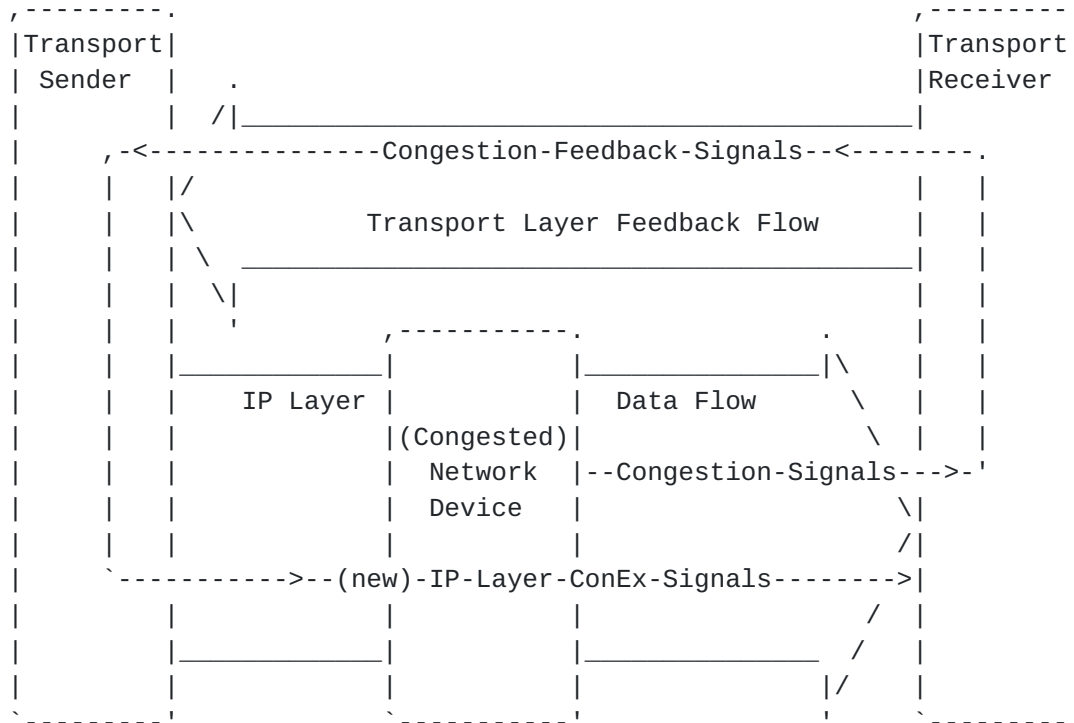 Transport Transport
Sender Receiver
Congestion-Feedback-Signals
Transport Layer Feedback Flow
IP Layer Data Flow
(Congested)
Network --Congestion-Signals--->-'
Device
(new)-IP-Layer-ConEx-Signals